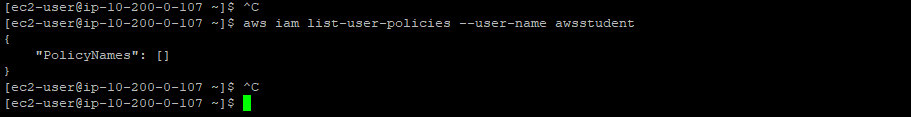 [ec2-user@ip-10-200-0-107 ~]$ ^C
[ec2-user@ip-10-200-0-107 ~]$ aws iam list-user-policies --user-name awsstudent
{
    "PolicyNames": []
}
[ec2-user@ip-10-200-0-107 ~]$ ^C
[ec2-user@ip-10-200-0-107 ~]$